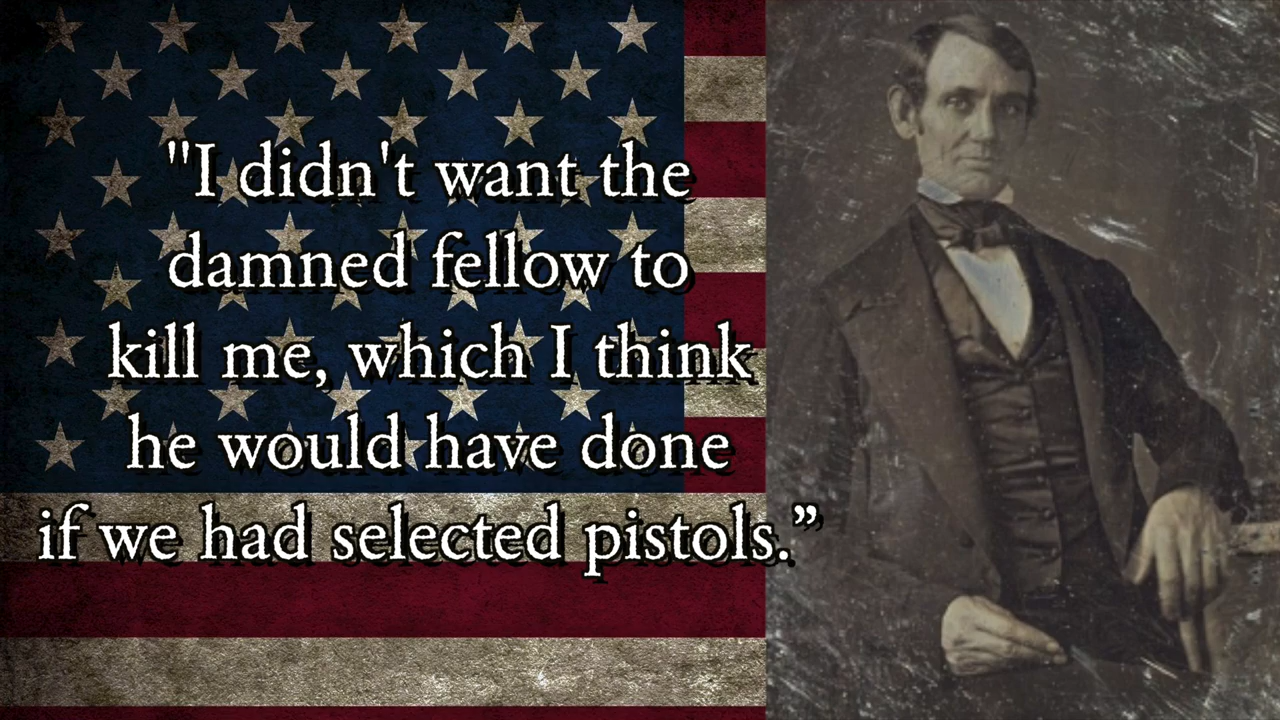 "I didn't want the
damned fellow to
kill me, which I think
he would have done
if we had selected pistols.”